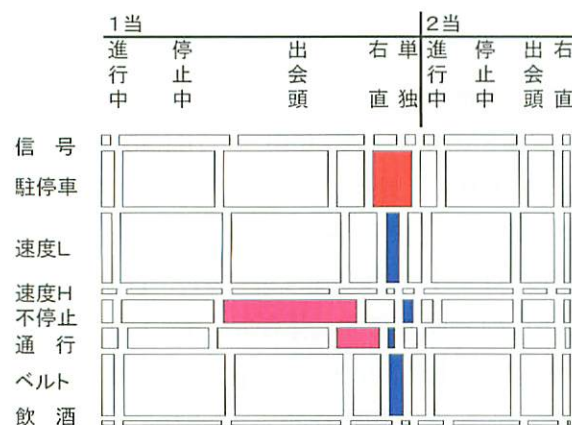 1当 2当
進行中 停止中 出会頭 右直 単独 進行中 停止中 出会頭 右直
信号
駐停車
速度L
速度H
不停止
通行
ベルト
飲酒